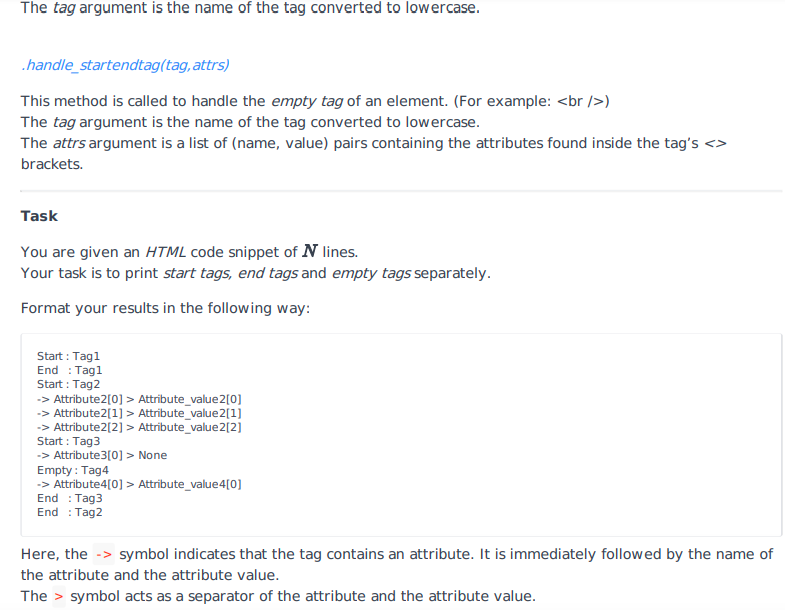 The tag argument is the name of the tag converted to lowercase.
.handle_startendtag(tag,attrs)
This method is called to handle the empty tag of an element. (For example: <br />)
The tag argument is the name of the tag converted to lowercase.
The attrs argument is a list of (name, value) pairs containing the attributes found inside the tag's <>
brackets.
Task
You are given an HTML code snippet of N lines.
Your task is to print start tags, end tags and empty tags separately.
Format your results in the following way:
Start : Tag1
End   : Tag1
Start : Tag2
-> Attribute2[0] > Attribute_value2[0]
-> Attribute2[1] > Attribute_value2[1]
-> Attribute2[2] > Attribute_value2[2]
Start : Tag3
-> Attribute3[0] > None
Empty : Tag4
-> Attribute4[0] > Attribute_value4[0]
End   : Tag3
End   : Tag2
Here, the -> symbol indicates that the tag contains an attribute. It is immediately followed by the name of
the attribute and the attribute value.
The > symbol acts as a separator of the attribute and the attribute value.